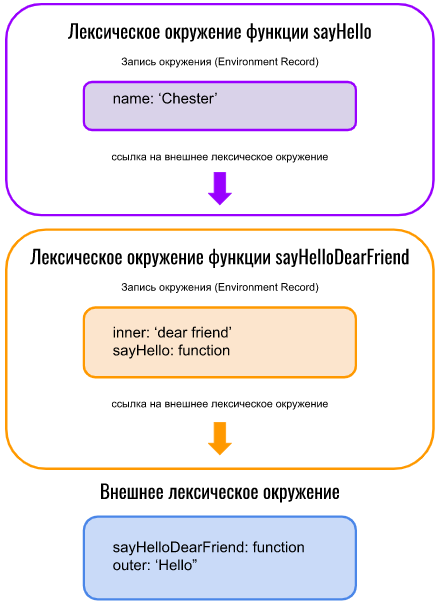 Лексическое окружение функции sayHello
Запись окружения (Environment Record)
name: ‘Chester’
ссылка на внешнее лексическое окружение
Лексическое окружение функции sayHelloDearFriend
Запись окружения (Environment Record)
inner: ‘dear friend’
sayHello: function
ссылка на внешнее лексическое окружение
Внешнее лексическое окружение
sayHelloDearFriend: function
outer: ‘Hello”